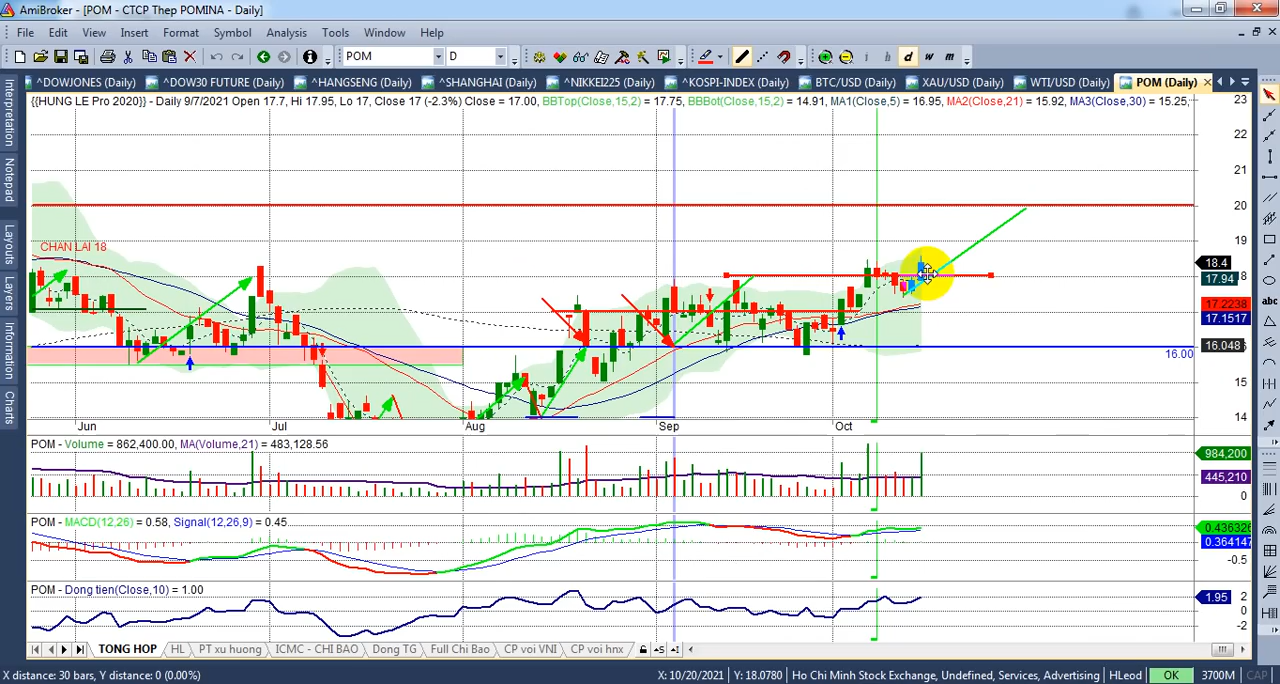 AmiBroker - [POM - CTCP Thep POMINA - Daily]
File Edit View Insert Format Symbol Analysis Tools Window Help
POM D d w m
^DOWJONES (Daily) ^DOW30 FUTURE (Daily) ^HANGSENG (Daily) ^SHANGHAI (Daily) ^NIKKEI225 (Daily) ^KOSPI-INDEX (Daily) BTC/USD (Daily) XAU/USD (Daily) WTI/USD (Daily) POM (Daily)
{{HUNG LE Pro 2020}} - Daily 9/7/2021 Open 17.7, Hi 17.95, Lo 17, Close 17 (-2.3%) Close = 17.00, BBTop(Close,15,2) = 17.75, BBBot(Close,15,2) = 14.91, MA1(Close,5) = 16.95, MA2(Close,21) = 15.92, MA3(Close,30) = 15.25,
Interpretation
Notepad
Layouts
Layers
Information
Charts
23
22
21
20
19
18.4
17.94
8
17.2238
17.1517
16.048
15
14
CHAN LAI 18
16.00
Jun Jul Aug Sep Oct
POM - Volume = 862,400.00, MA(Volume,21) = 483,128.56
984,200
445,210
0
POM - MACD(12,26) = 0.58, Signal(12,26,9) = 0.45
0.436326
0.364147
-0.5
POM - Dong tien(Close,10) = 1.00
1.95
2
0
-2
TONG HOP HL PT xu huong ICMC - CHI BAO Dong TG Full Chi Bao CP voi VNI CP voi hnx
X distance: 30 bars, Y distance: 0 (0.00%) X: 10/20/2021 Y: 18.0780 Ho Chi Minh Stock Exchange, Undefined, Services, Advertising HLeod OK 3700M CAP